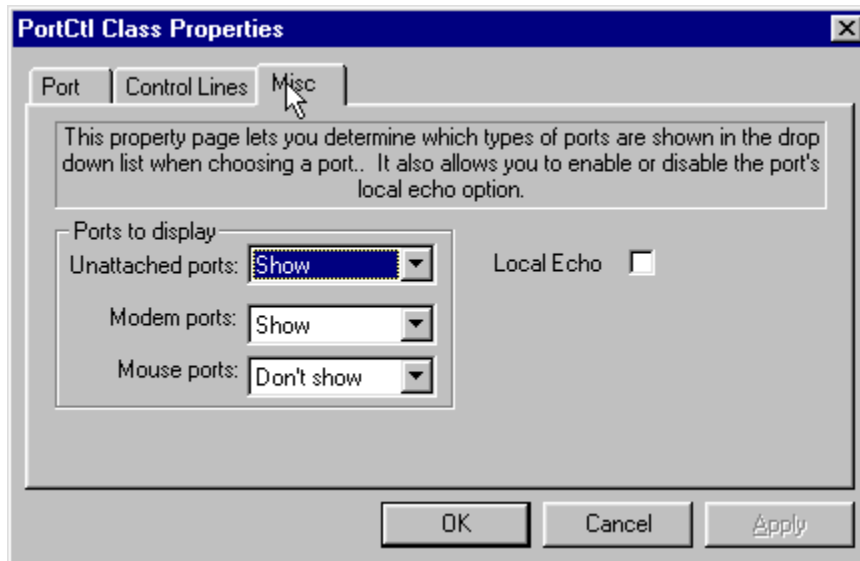 PortCtl Class Properties
Port Control Lines Misc
This property page lets you determine which types of ports are shown in the drop
down list when choosing a port.. It also allows you to enable or disable the port's
local echo option.
Ports to display
Unattached ports: Show Local Echo
Modem ports: Show
Mouse ports: Don't show
OK Cancel Apply